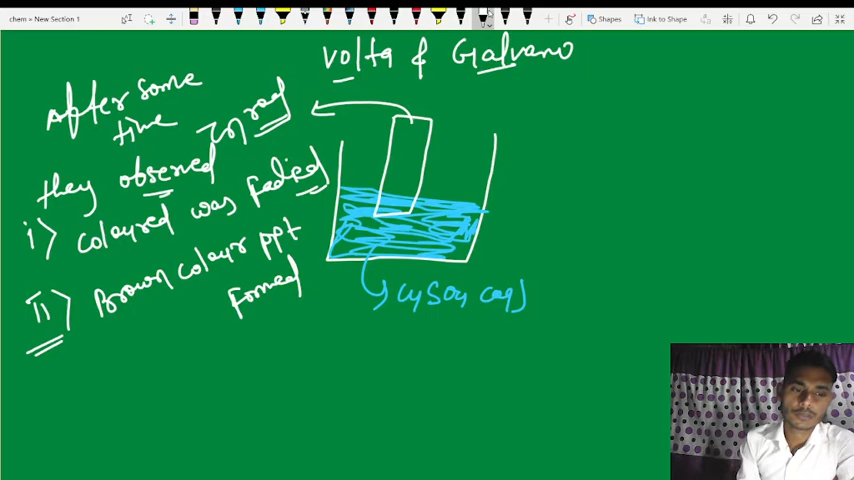 chem > New Section 1
Shapes
Ink to Shape
Volta & Galvano
After some
time
Zn rod
they observed
i) coloured was faded
II) Brown colour ppt
formed
CuSO4 (aq)